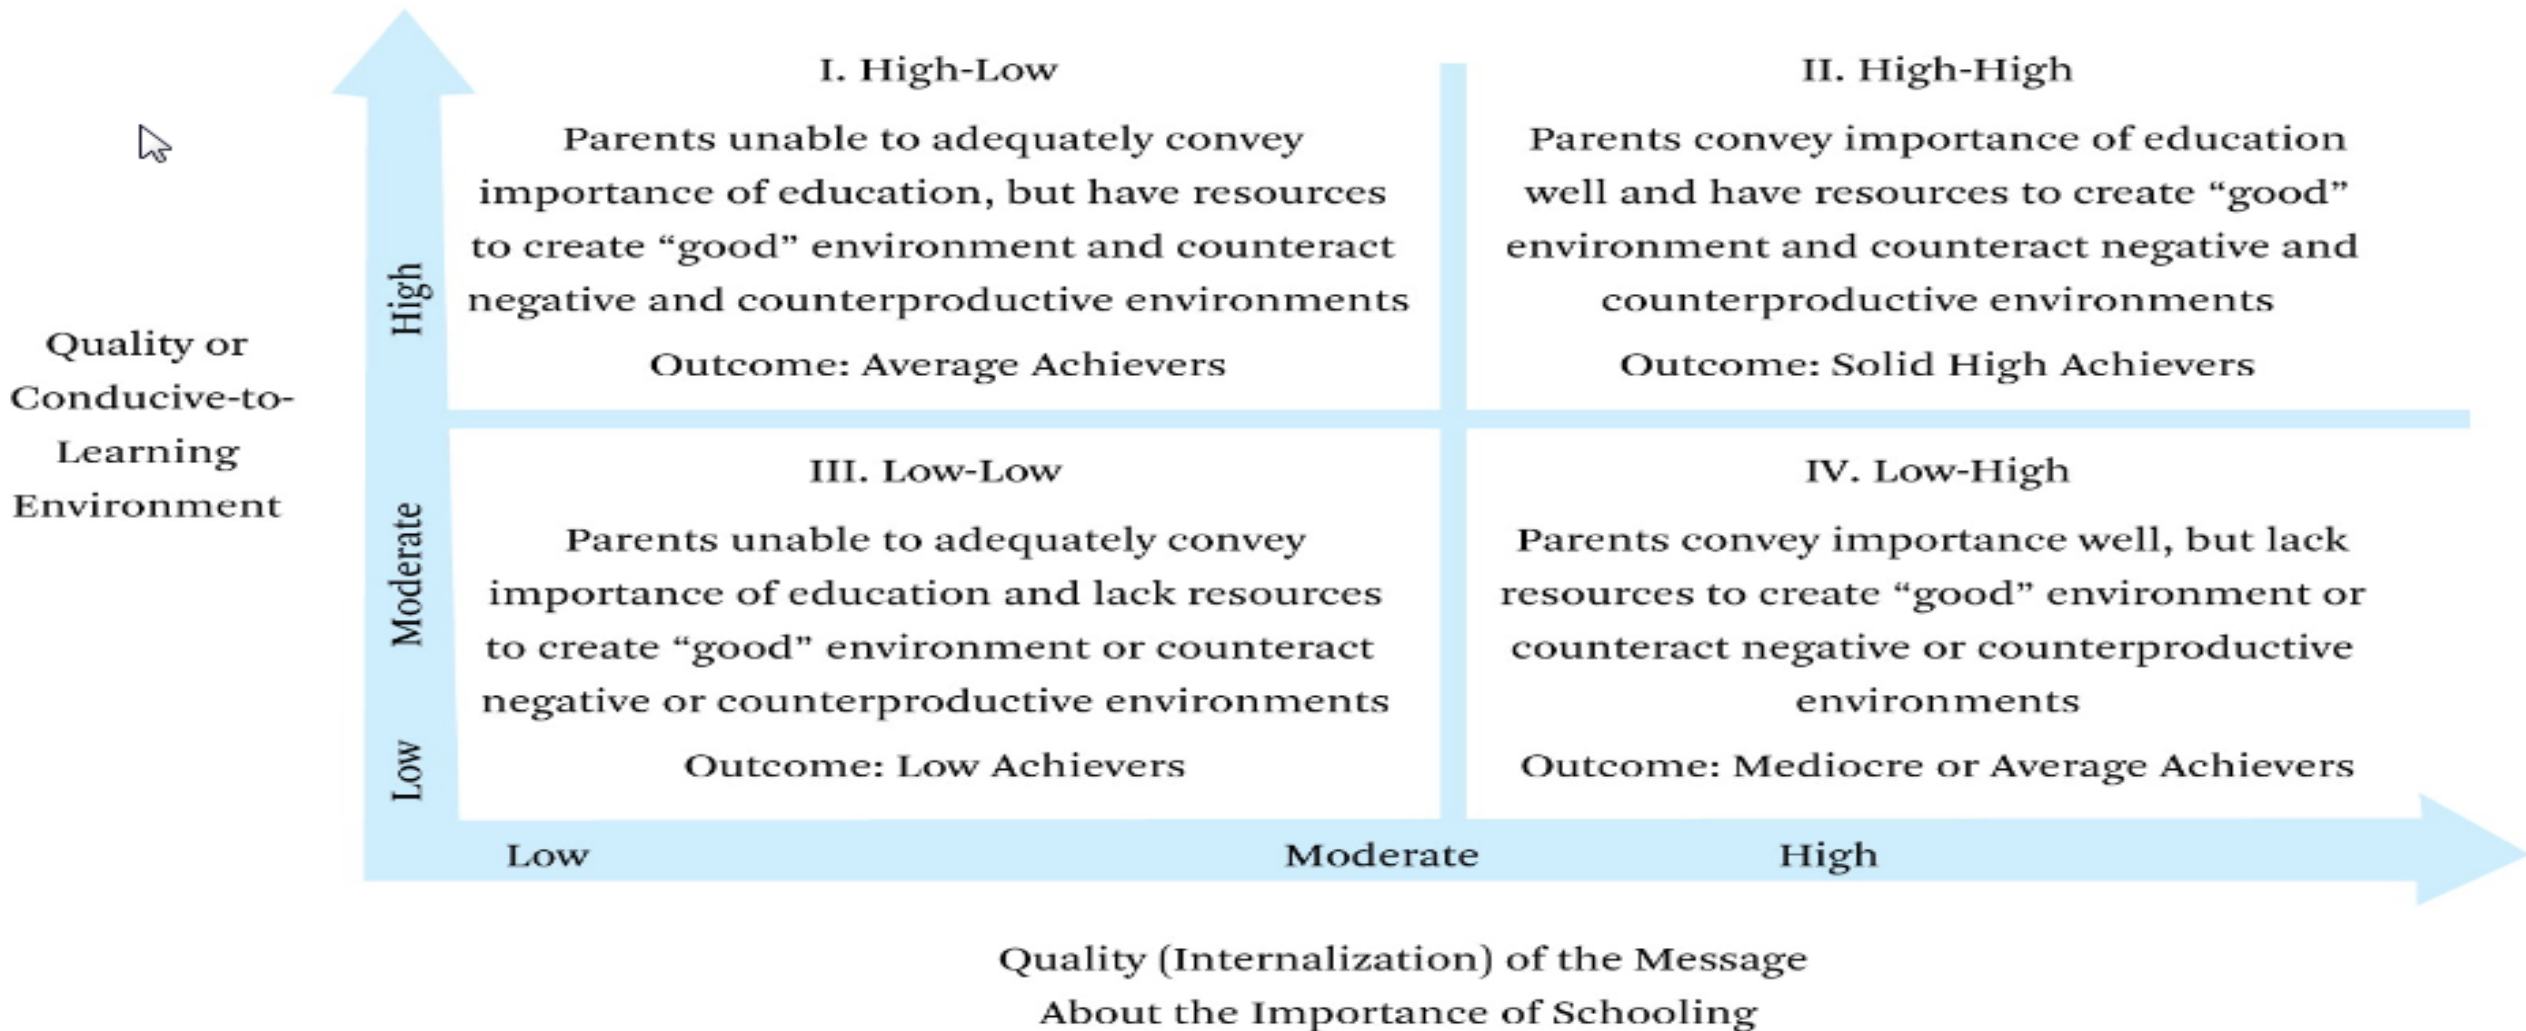 I. High-Low
Parents unable to adequately convey
importance of education, but have resources
to create “good” environment and counteract
negative and counterproductive environments
Outcome: Average Achievers
II. High-High
Parents convey importance of education
well and have resources to create “good”
environment and counteract negative and
counterproductive environments
Outcome: Solid High Achievers
Quality or
Conducive-to-
Learning
Environment
High
Moderate
Low
III. Low-Low
Parents unable to adequately convey
importance of education and lack resources
to create “good” environment or counteract
negative or counterproductive environments
Outcome: Low Achievers
IV. Low-High
Parents convey importance well, but lack
resources to create “good” environment or
counteract negative or counterproductive
environments
Outcome: Mediocre or Average Achievers
Low
Moderate
High
Quality (Internalization) of the Message
About the Importance of Schooling